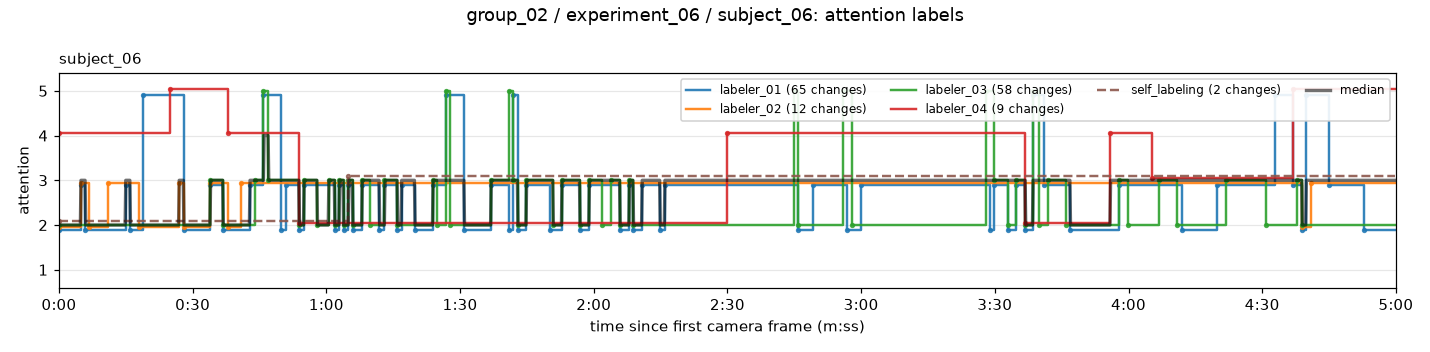 group_02 / experiment_06 / subject_06: attention labels
subject_06
labeler_01 (65 changes)
labeler_02 (12 changes)
labeler_03 (58 changes)
labeler_04 (9 changes)
self_labeling (2 changes)
median
attention
5
4
3
2
1
0:00 0:30 1:00 1:30 2:00 2:30 3:00 3:30 4:00 4:30 5:00
time since first camera frame (m:ss)